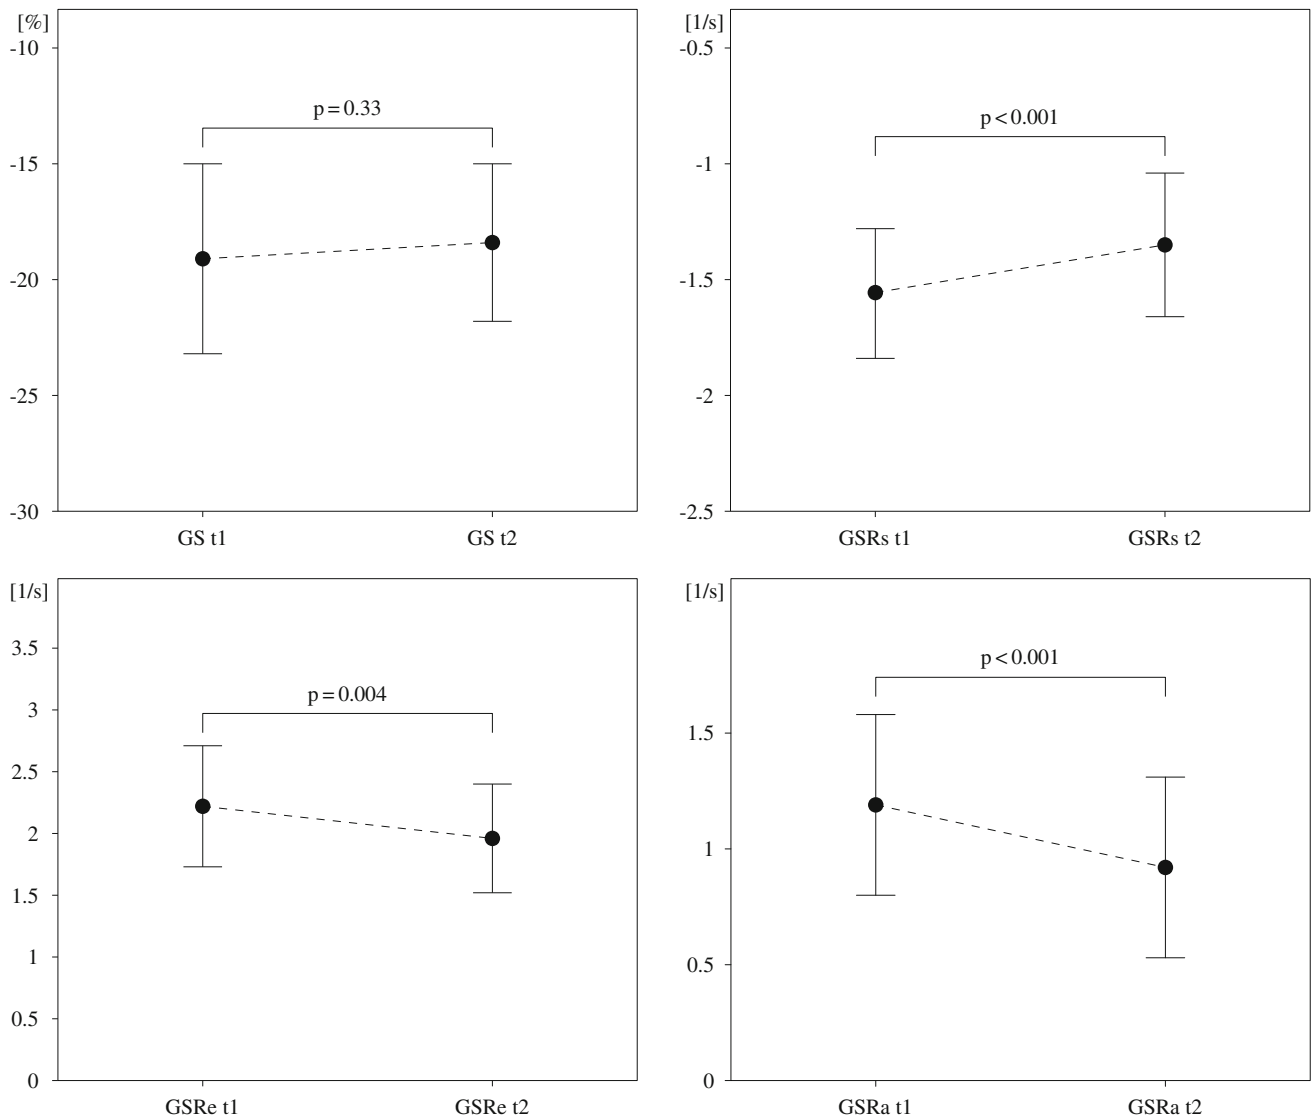 [%]
-10
-15
-20
-25
-30
p = 0.33
GS t1
GS t2
[1/s]
-0.5
-1
-1.5
-2
-2.5
p < 0.001
GSRs t1
GSRs t2
[1/s]
3.5
3
2.5
2
1.5
1
0.5
0
p = 0.004
GSRe t1
GSRe t2
[1/s]
1.5
1
0.5
0
p < 0.001
GSRa t1
GSRa t2